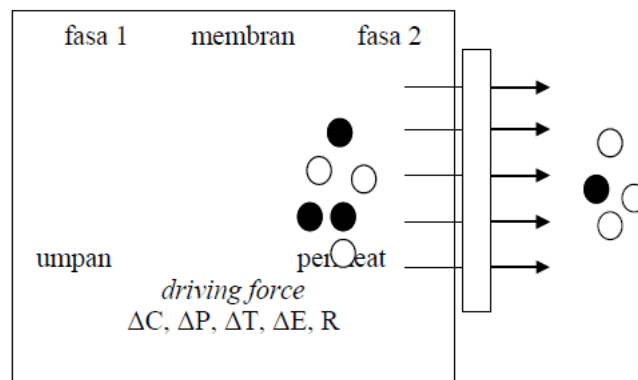 fasa 1 membran fasa 2
umpan permeat
driving force
ΔC, ΔP, ΔT, ΔE, R